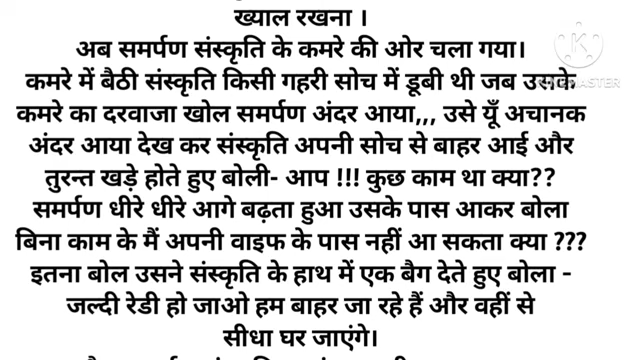 ख्याल रखना ।
अब समर्पण संस्कृति के कमरे की ओर चला गया।
कमरे में बैठी संस्कृति किसी गहरी सोच में डूबी थी जब उसके
कमरे का दरवाजा खोल समर्पण अंदर आया,,, उसे यूँ अचानक
अंदर आया देख कर संस्कृति अपनी सोच से बाहर आई और
तुरन्त खड़े होते हुए बोली- आप !!! कुछ काम था क्या??
समर्पण धीरे धीरे आगे बढ़ता हुआ उसके पास आकर बोला
बिना काम के मैं अपनी वाइफ के पास नहीं आ सकता क्या ???
इतना बोल उसने संस्कृति के हाथ में एक बैग देते हुए बोला -
जल्दी रेडी हो जाओ हम बाहर जा रहे हैं और वहीं से
सीधा घर जाएंगे।